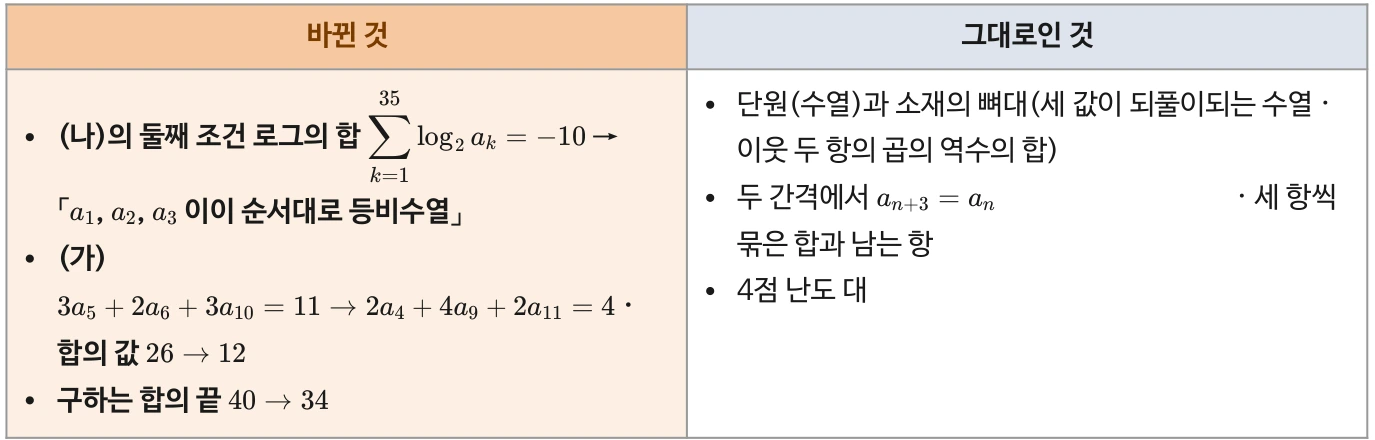 바뀐 것
• (나)의 둘째 조건 로그의 합 \sum_{k=1}^{35} \log_2 a_k = −10 →
「a₁, a₂, a₃ 이이 순서대로 등비수열」
• (가)
3a₅ + 2a₆ + 3a₁₀ = 11 → 2a₄ + 4a₉ + 2a₁₁ = 4 ·
합의 값 26 → 12
• 구하는 합의 끝 40 → 34
그대로인 것
• 단원(수열)과 소재의 뼈대(세 값이 되풀이되는 수열 ·
이웃 두 항의 곱의 역수의 합)
• 두 간격에서 aₙ₊₃ = aₙ · 세 항씩
묶은 합과 남는 항
• 4점 난도 대